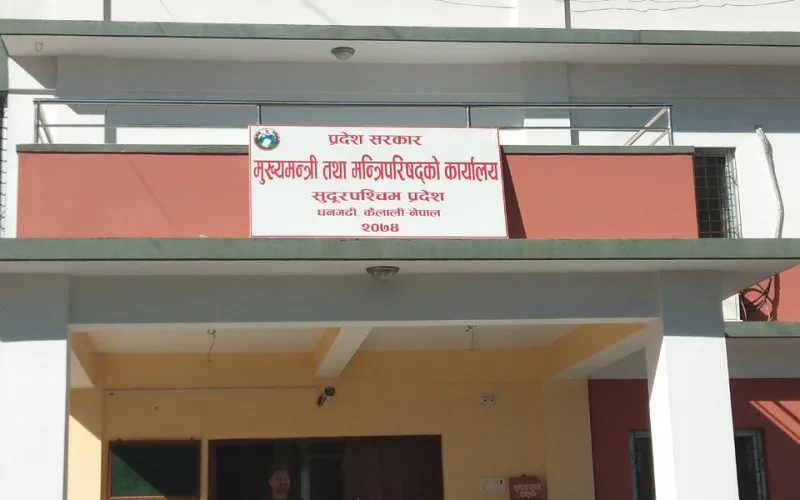 प्रदेश सरकार
मुख्यमन्त्री तथा मन्त्रिपरिषद्को कार्यालय
सुदूरपश्चिम प्रदेश
धनगढी, कैलाली-नेपाल
२०७४